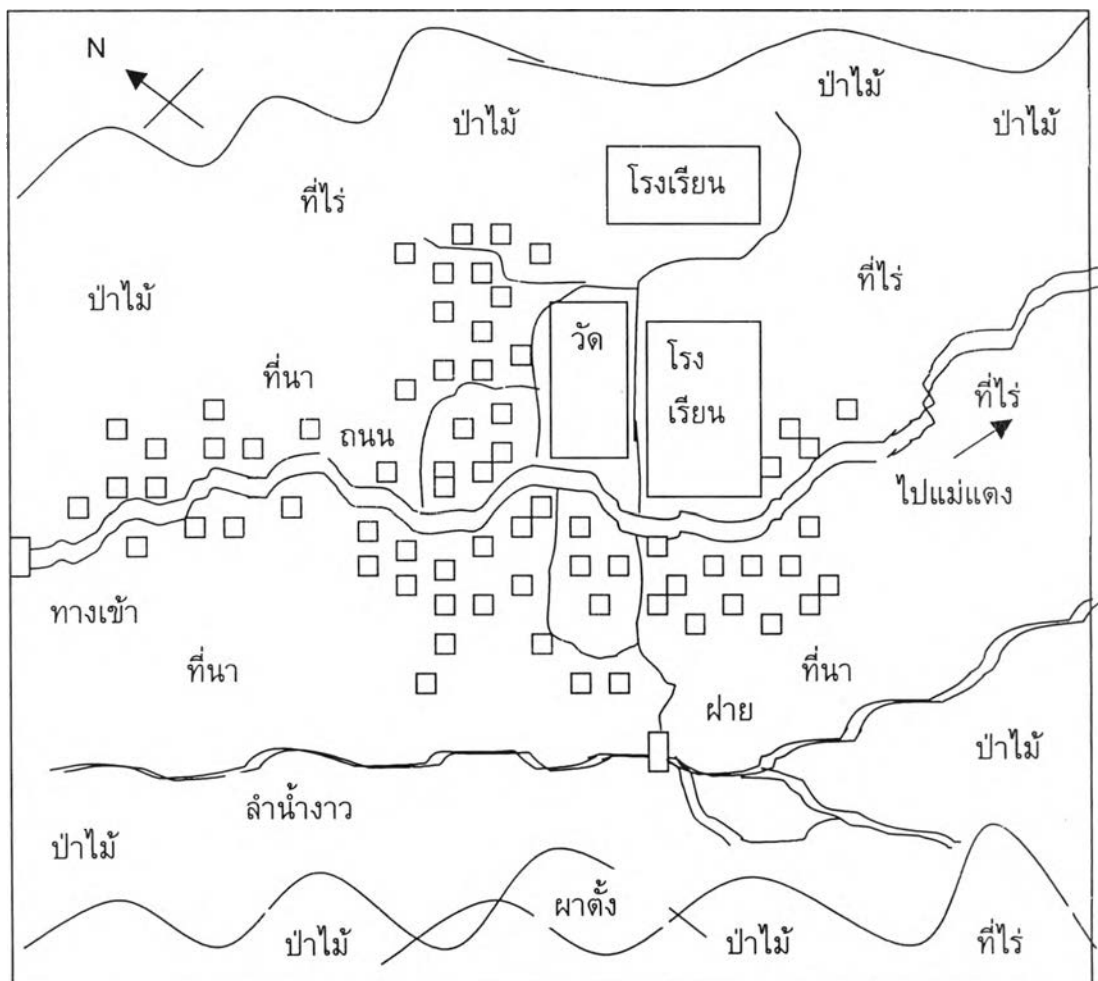 N
ป่าไม้
ป่าไม้
ป่าไม้
โรงเรียน
ที่ไร่
ที่ไร่
ป่าไม้
วัด
โรง
เรียน
ที่นา
ที่ไร่
ถนน
ไปแม่แตง
ทางเข้า
ที่นา
ที่นา
ฝาย
ป่าไม้
ลำน้ำงาว
ป่าไม้
ผาตั้ง
ป่าไม้
ป่าไม้
ที่ไร่